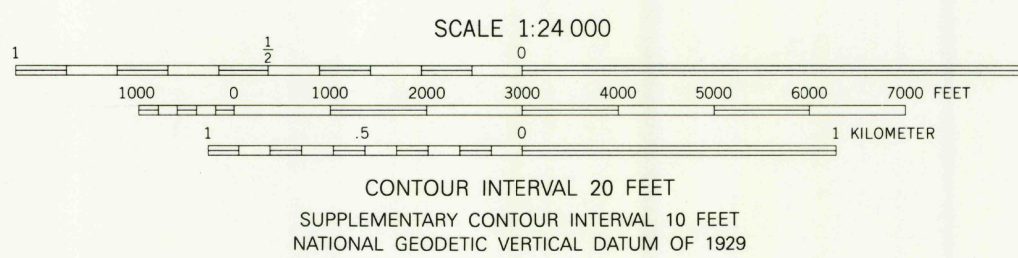 SCALE 1:24 000
1 ½ 0
1000 0 1000 2000 3000 4000 5000 6000 7000 FEET
1 .5 0 1 KILOMETER
CONTOUR INTERVAL 20 FEET
SUPPLEMENTARY CONTOUR INTERVAL 10 FEET
NATIONAL GEODETIC VERTICAL DATUM OF 1929